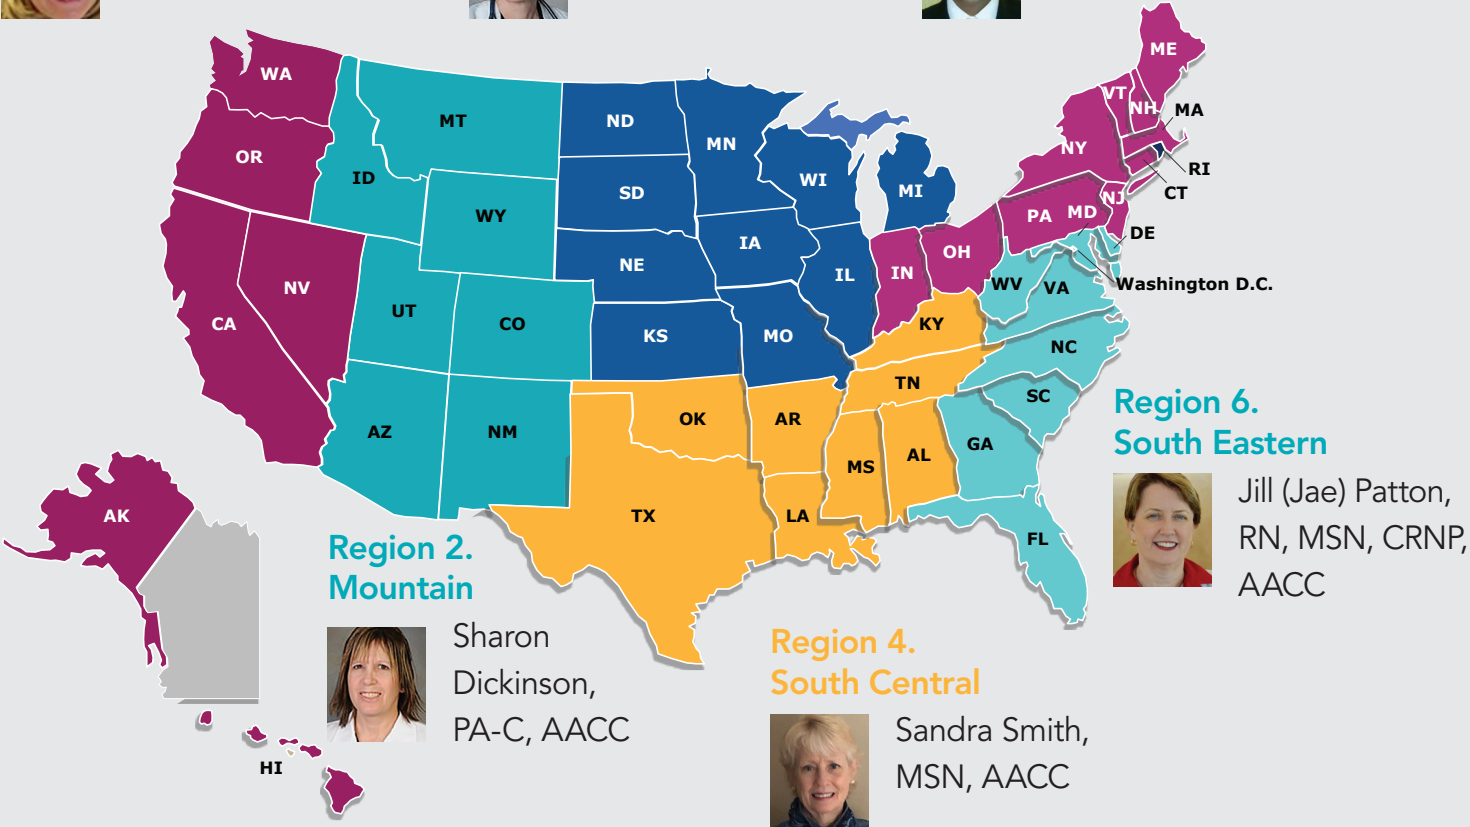 ME
WA
VT
NH
MA
MT
ND
MN
OR
NY
RI
ID
WI
MI
CT
SD
NJ
WY
PA
MD
DE
IA
OH
NE
IL
IN
WV
VA
Washington D.C.
NV
UT
CO
CA
KS
MO
KY
NC
TN
SC
AZ
NM
OK
AR
GA
MS
AL
AK
TX
LA
FL
HI
Region 6.
South Eastern
Jill (Jae) Patton,
RN, MSN, CRNP,
AACC
Region 2.
Mountain
Sharon
Dickinson,
PA-C, AACC
Region 4.
South Central
Sandra Smith,
MSN, AACC